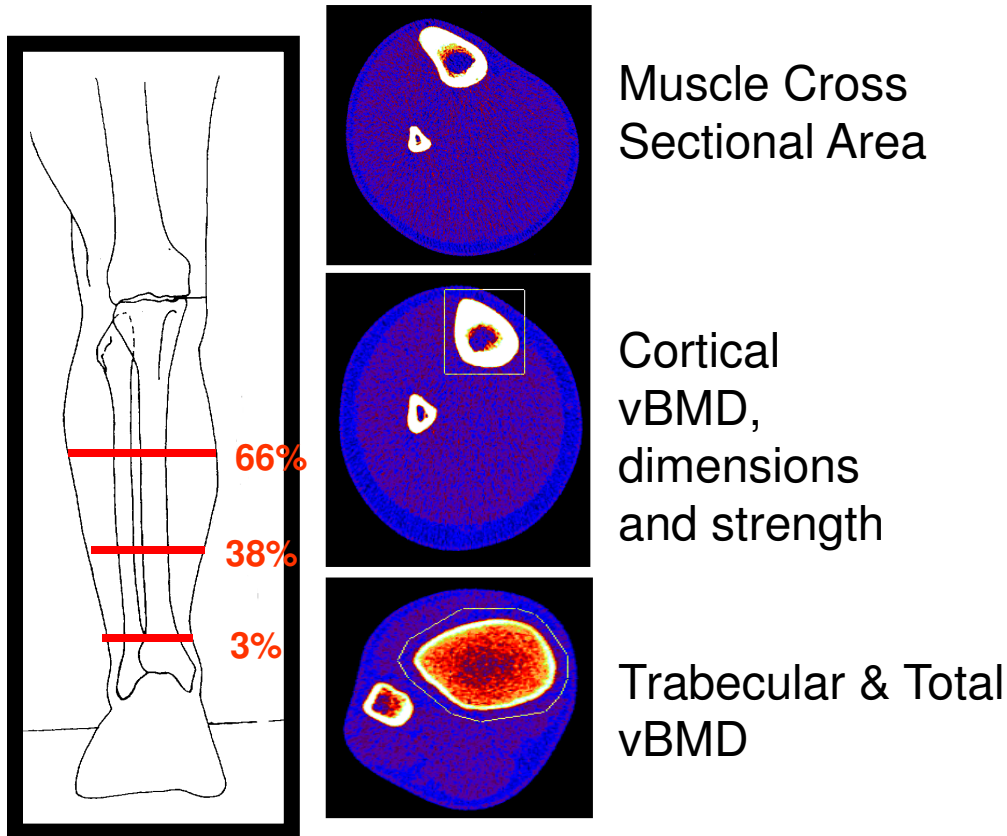 Muscle Cross
Sectional Area
66%
38%
3%
Cortical
vBMD,
dimensions
and strength
Trabecular & Total
vBMD